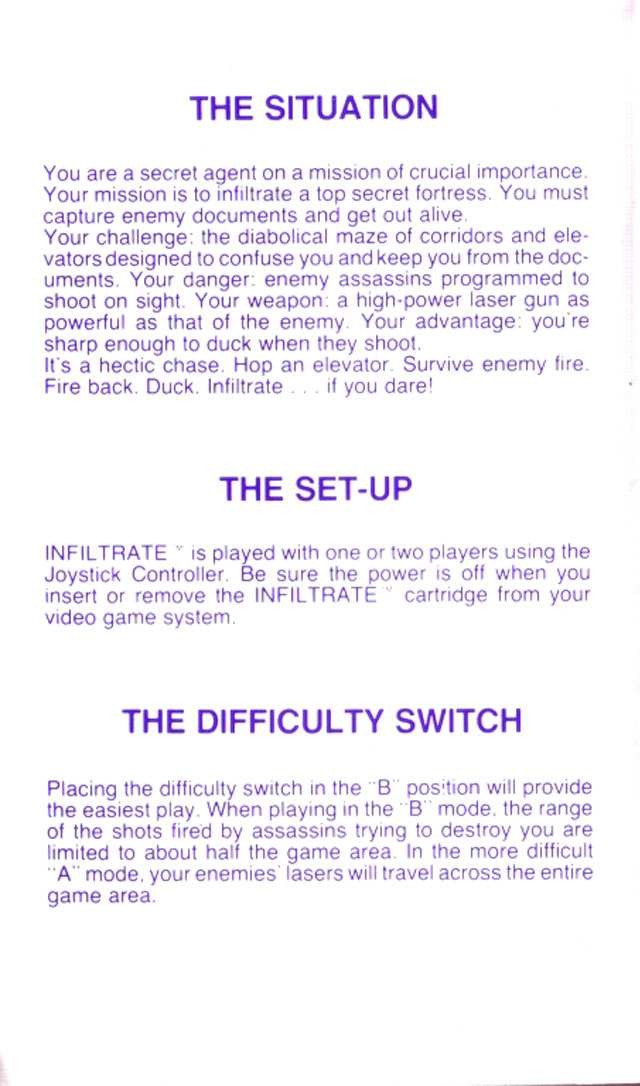 THE SITUATION
You are a secret agent on a mission of crucial importance.
Your mission is to infiltrate a top secret fortress. You must
capture enemy documents and get out alive.
Your challenge: the diabolical maze of corridors and ele-
vators designed to confuse you and keep you from the doc-
uments. Your danger: enemy assassins programmed to
shoot on sight. Your weapon: a high-power laser gun as
powerful as that of the enemy. Your advantage: you're
sharp enough to duck when they shoot.
It's a hectic chase. Hop an elevator. Survive enemy fire.
Fire back. Duck. Infiltrate . . . if you dare!
THE SET-UP
INFILTRATE™ is played with one or two players using the
Joystick Controller. Be sure the power is off when you
insert or remove the INFILTRATE™ cartridge from your
video game system.
THE DIFFICULTY SWITCH
Placing the difficulty switch in the "B" position will provide
the easiest play. When playing in the "B" mode, the range
of the shots fired by assassins trying to destroy you are
limited to about half the game area. In the more difficult
"A" mode, your enemies' lasers will travel across the entire
game area.